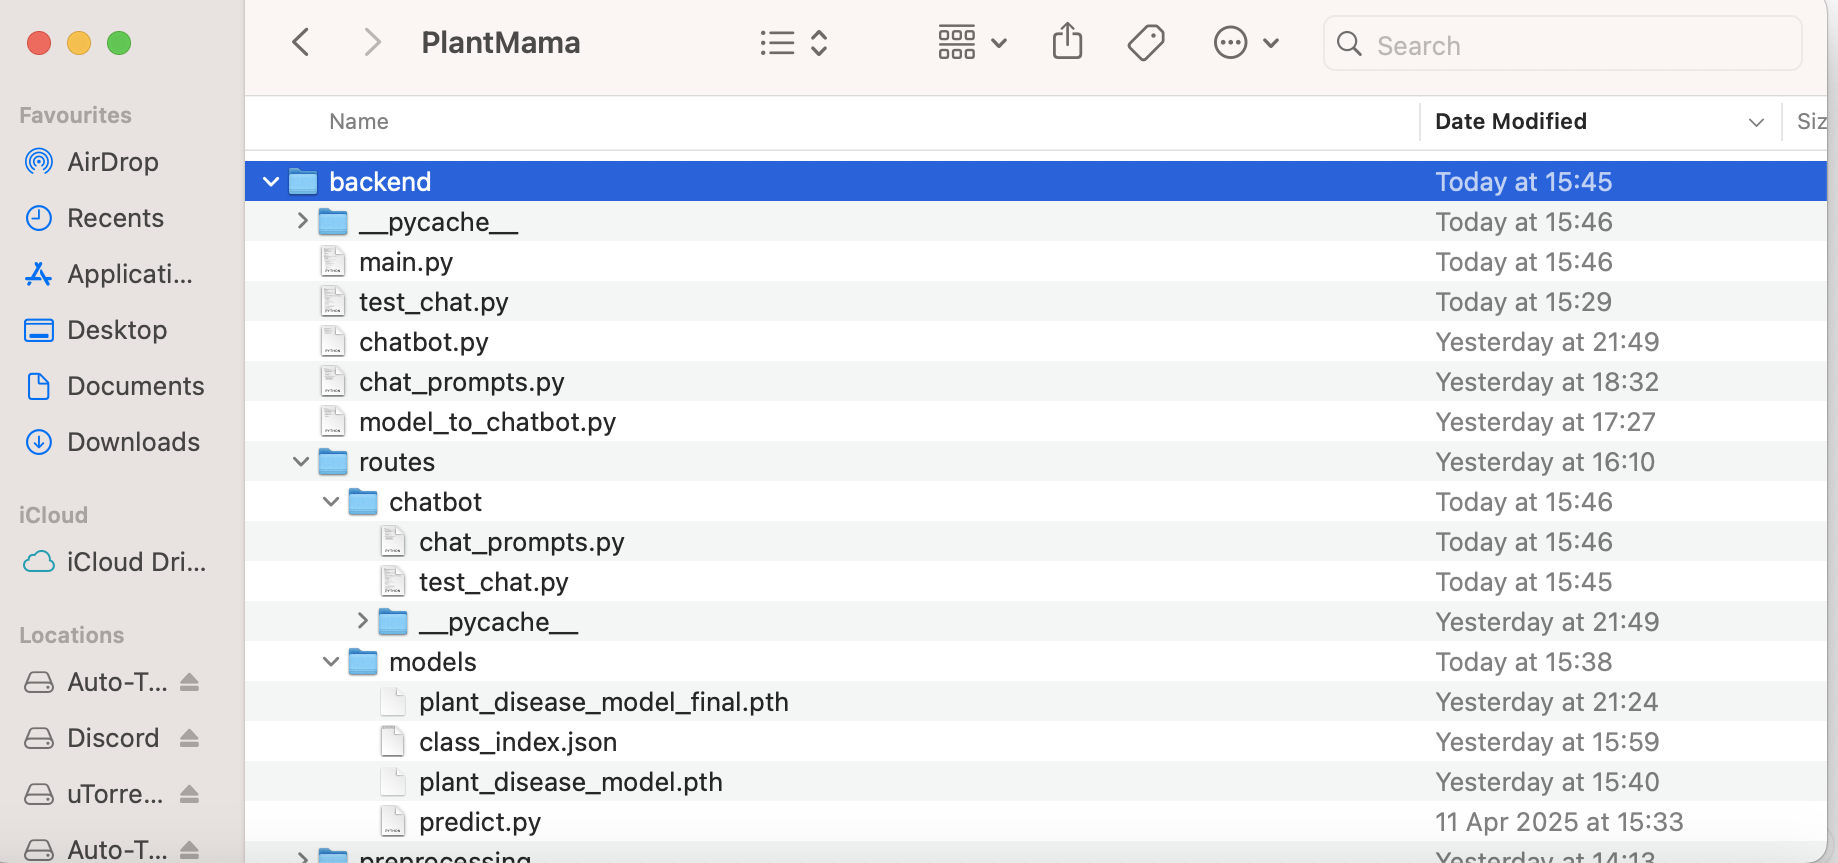 PlantMama
Search
Favourites
AirDrop
Recents
Applicati...
Desktop
Documents
Downloads
iCloud
iCloud Dri...
Locations
Auto-T...
Discord
uTorre...
Auto-T...
Name Date Modified Siz
backend Today at 15:45
__pycache__ Today at 15:46
main.py Today at 15:46
test_chat.py Today at 15:29
chatbot.py Yesterday at 21:49
chat_prompts.py Yesterday at 18:32
model_to_chatbot.py Yesterday at 17:27
routes Yesterday at 16:10
chatbot Today at 15:46
chat_prompts.py Today at 15:46
test_chat.py Today at 15:45
__pycache__ Yesterday at 21:49
models Today at 15:38
plant_disease_model_final.pth Yesterday at 21:24
class_index.json Yesterday at 15:59
plant_disease_model.pth Yesterday at 15:40
predict.py 11 Apr 2025 at 15:33
preprocessing Yesterday at 14:13